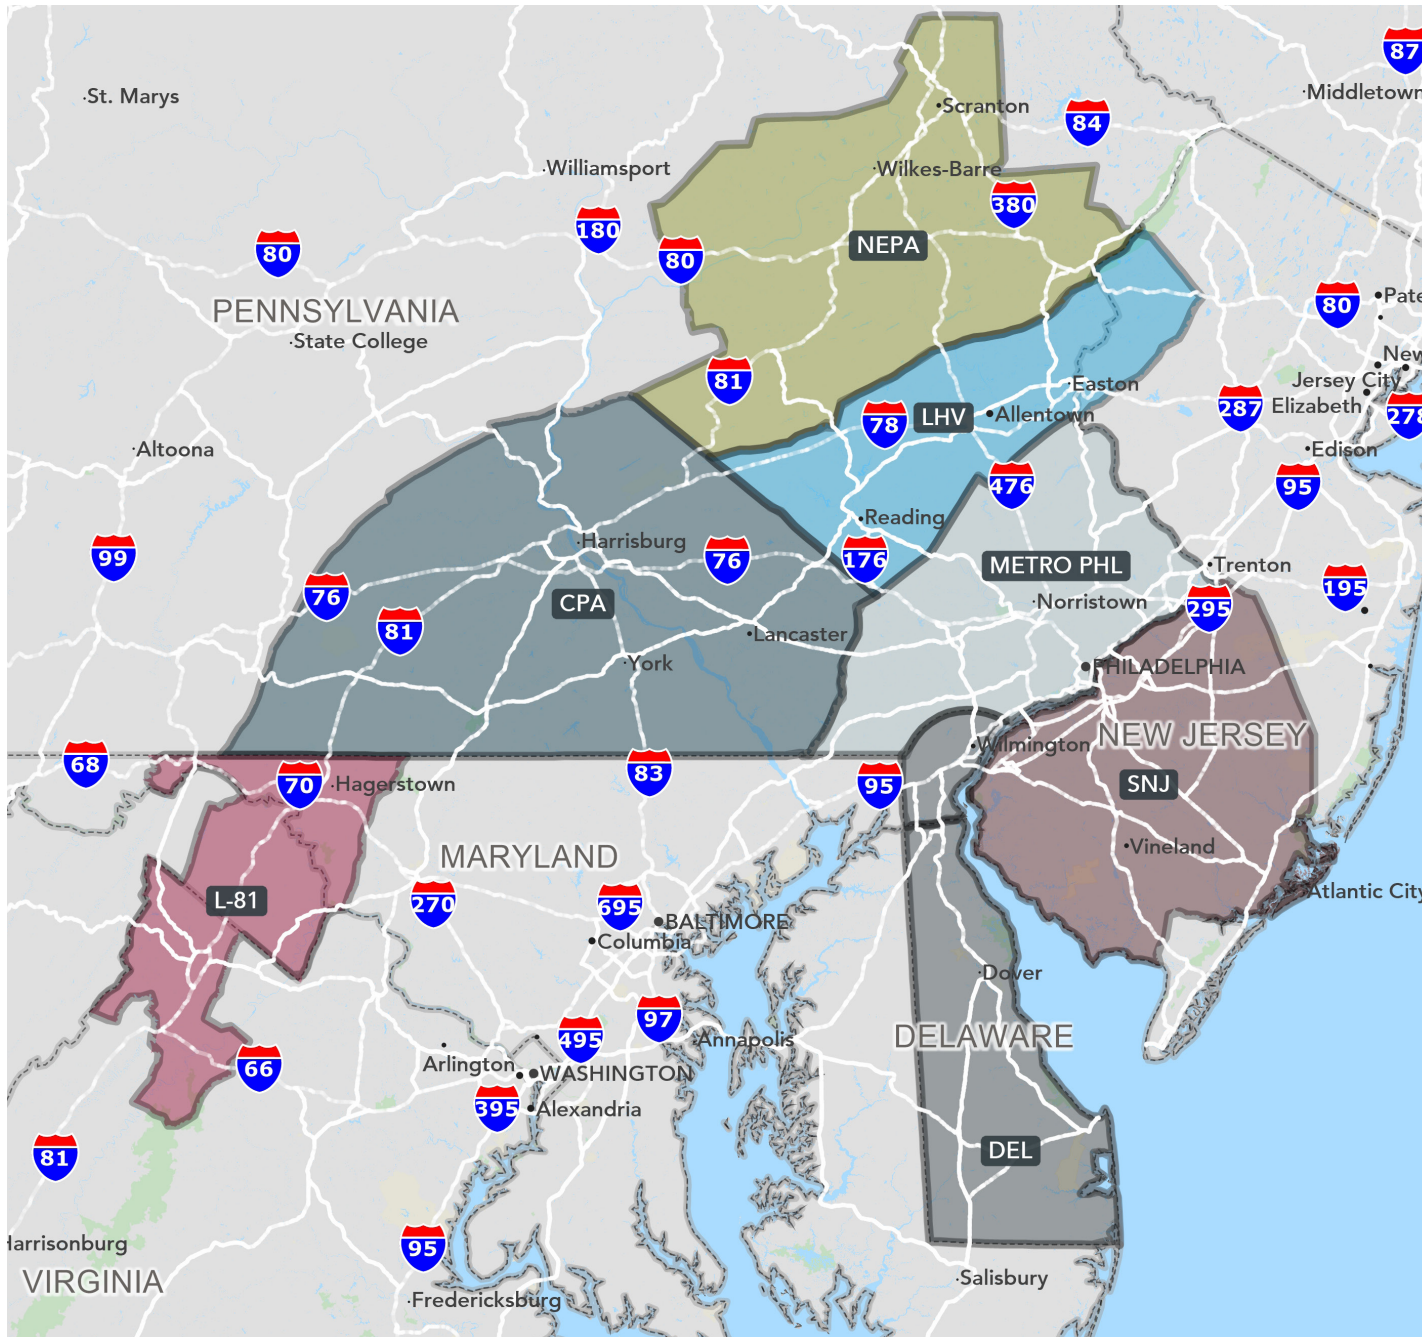 87
St. Marys
Middletown
Scranton
84
Williamsport
Wilkes-Barre
380
180
80
80
NEPA
PENNSYLVANIA
80
Pate
State College
New
81
Jersey City
Easton
Elizabeth
287
278
LHV
Allentown
78
Altoona
Edison
476
95
Reading
Harrisburg
99
76
176
METRO PHL
Trenton
195
76
CPA
Norristown
295
81
Lancaster
York
PHILADELPHIA
NEW JERSEY
Wilmington
68
83
70
Hagerstown
95
SNJ
MARYLAND
Vineland
L-81
270
695
Atlantic City
BALTIMORE
Columbia
Dover
97
DELAWARE
495
Annapolis
Arlington
66
WASHINGTON
395
Alexandria
81
DEL
Harrisonburg
95
VIRGINIA
Salisbury
Fredericksburg